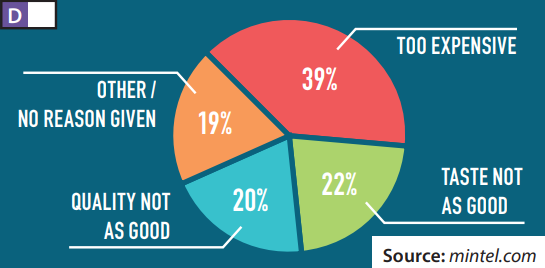 D
39%
TOO EXPENSIVE
OTHER /
NO REASON GIVEN
19%
22%
TASTE NOT
AS GOOD
QUALITY NOT
AS GOOD
20%
Source: mintel.com